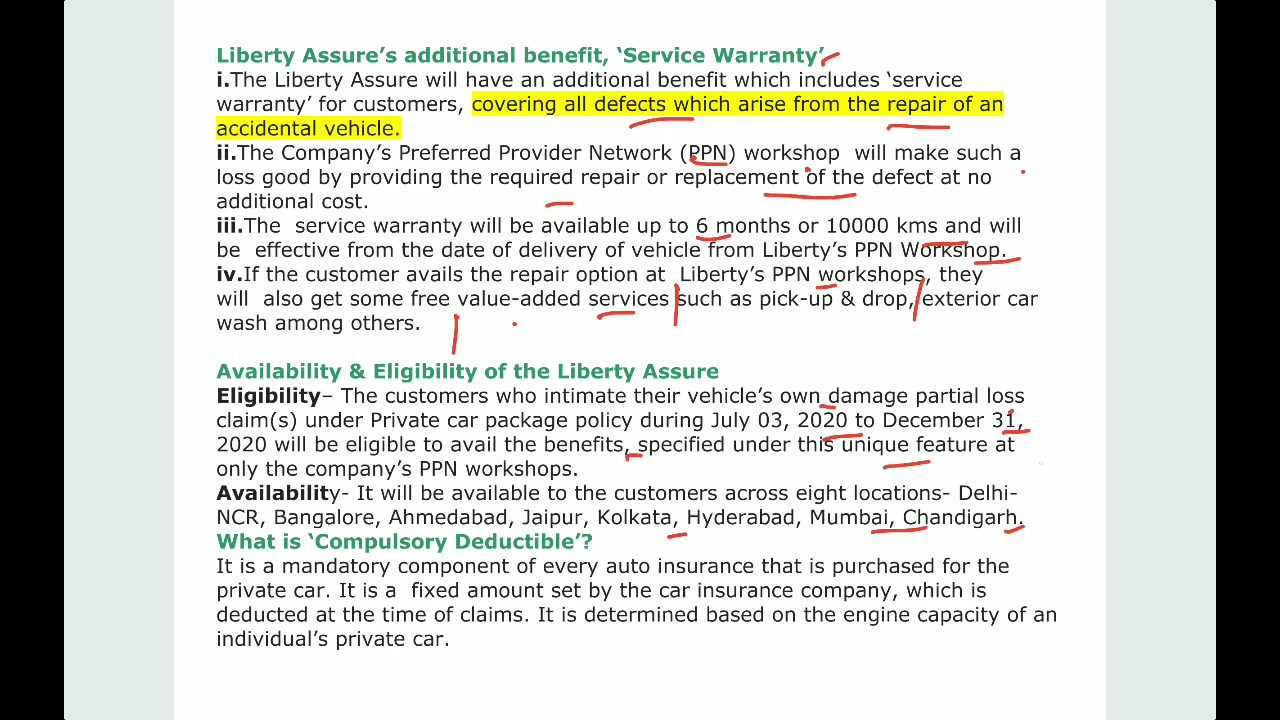 Liberty Assure’s additional benefit, ‘Service Warranty’
i.The Liberty Assure will have an additional benefit which includes ‘service
warranty’ for customers, covering all defects which arise from the repair of an
accidental vehicle.
ii.The Company’s Preferred Provider Network (PPN) workshop will make such a
loss good by providing the required repair or replacement of the defect at no
additional cost.
iii.The service warranty will be available up to 6 months or 10000 kms and will
be effective from the date of delivery of vehicle from Liberty’s PPN Workshop.
iv.If the customer avails the repair option at Liberty’s PPN workshops, they
will also get some free value-added services such as pick-up & drop, exterior car
wash among others.
Availability & Eligibility of the Liberty Assure
Eligibility– The customers who intimate their vehicle’s own damage partial loss
claim(s) under Private car package policy during July 03, 2020 to December 31,
2020 will be eligible to avail the benefits, specified under this unique feature at
only the company’s PPN workshops.
Availability- It will be available to the customers across eight locations- Delhi-
NCR, Bangalore, Ahmedabad, Jaipur, Kolkata, Hyderabad, Mumbai, Chandigarh.
What is ‘Compulsory Deductible’?
It is a mandatory component of every auto insurance that is purchased for the
private car. It is a fixed amount set by the car insurance company, which is
deducted at the time of claims. It is determined based on the engine capacity of an
individual’s private car.